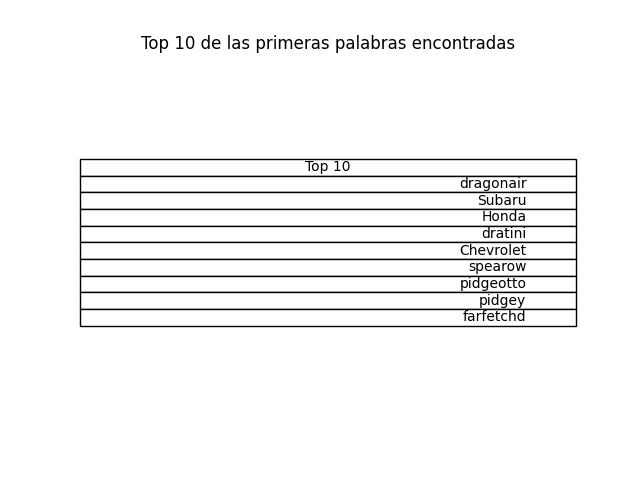 Top 10 de las primeras palabras encontradas
Top 10
dragonair
Subaru
Honda
dratini
Chevrolet
spearow
pidgeotto
pidgey
farfetchd